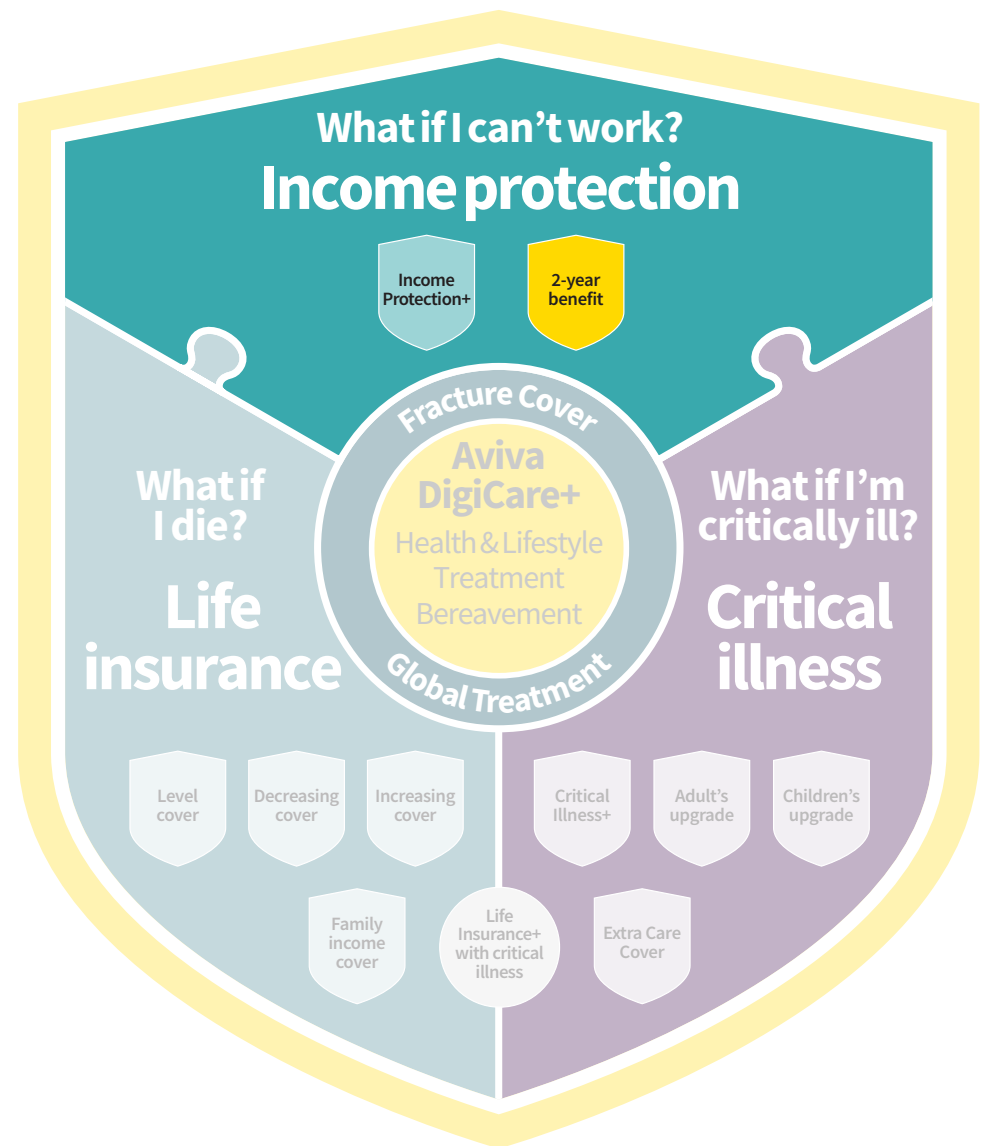 What if I can’t work?
Income protection
Income
Protection+
2-year
benefit
Fracture Cover
Aviva
DigiCare+
Health & Lifestyle
Treatment
Bereavement
Global Treatment
What if
I die?
Life
insurance
What if I’m
critically ill?
Critical
illness
Level
cover
Decreasing
cover
Increasing
cover
Critical
Illness+
Adult’s
upgrade
Children’s
upgrade
Family
income
cover
Life
Insurance+
with critical
illness
Extra Care
Cover